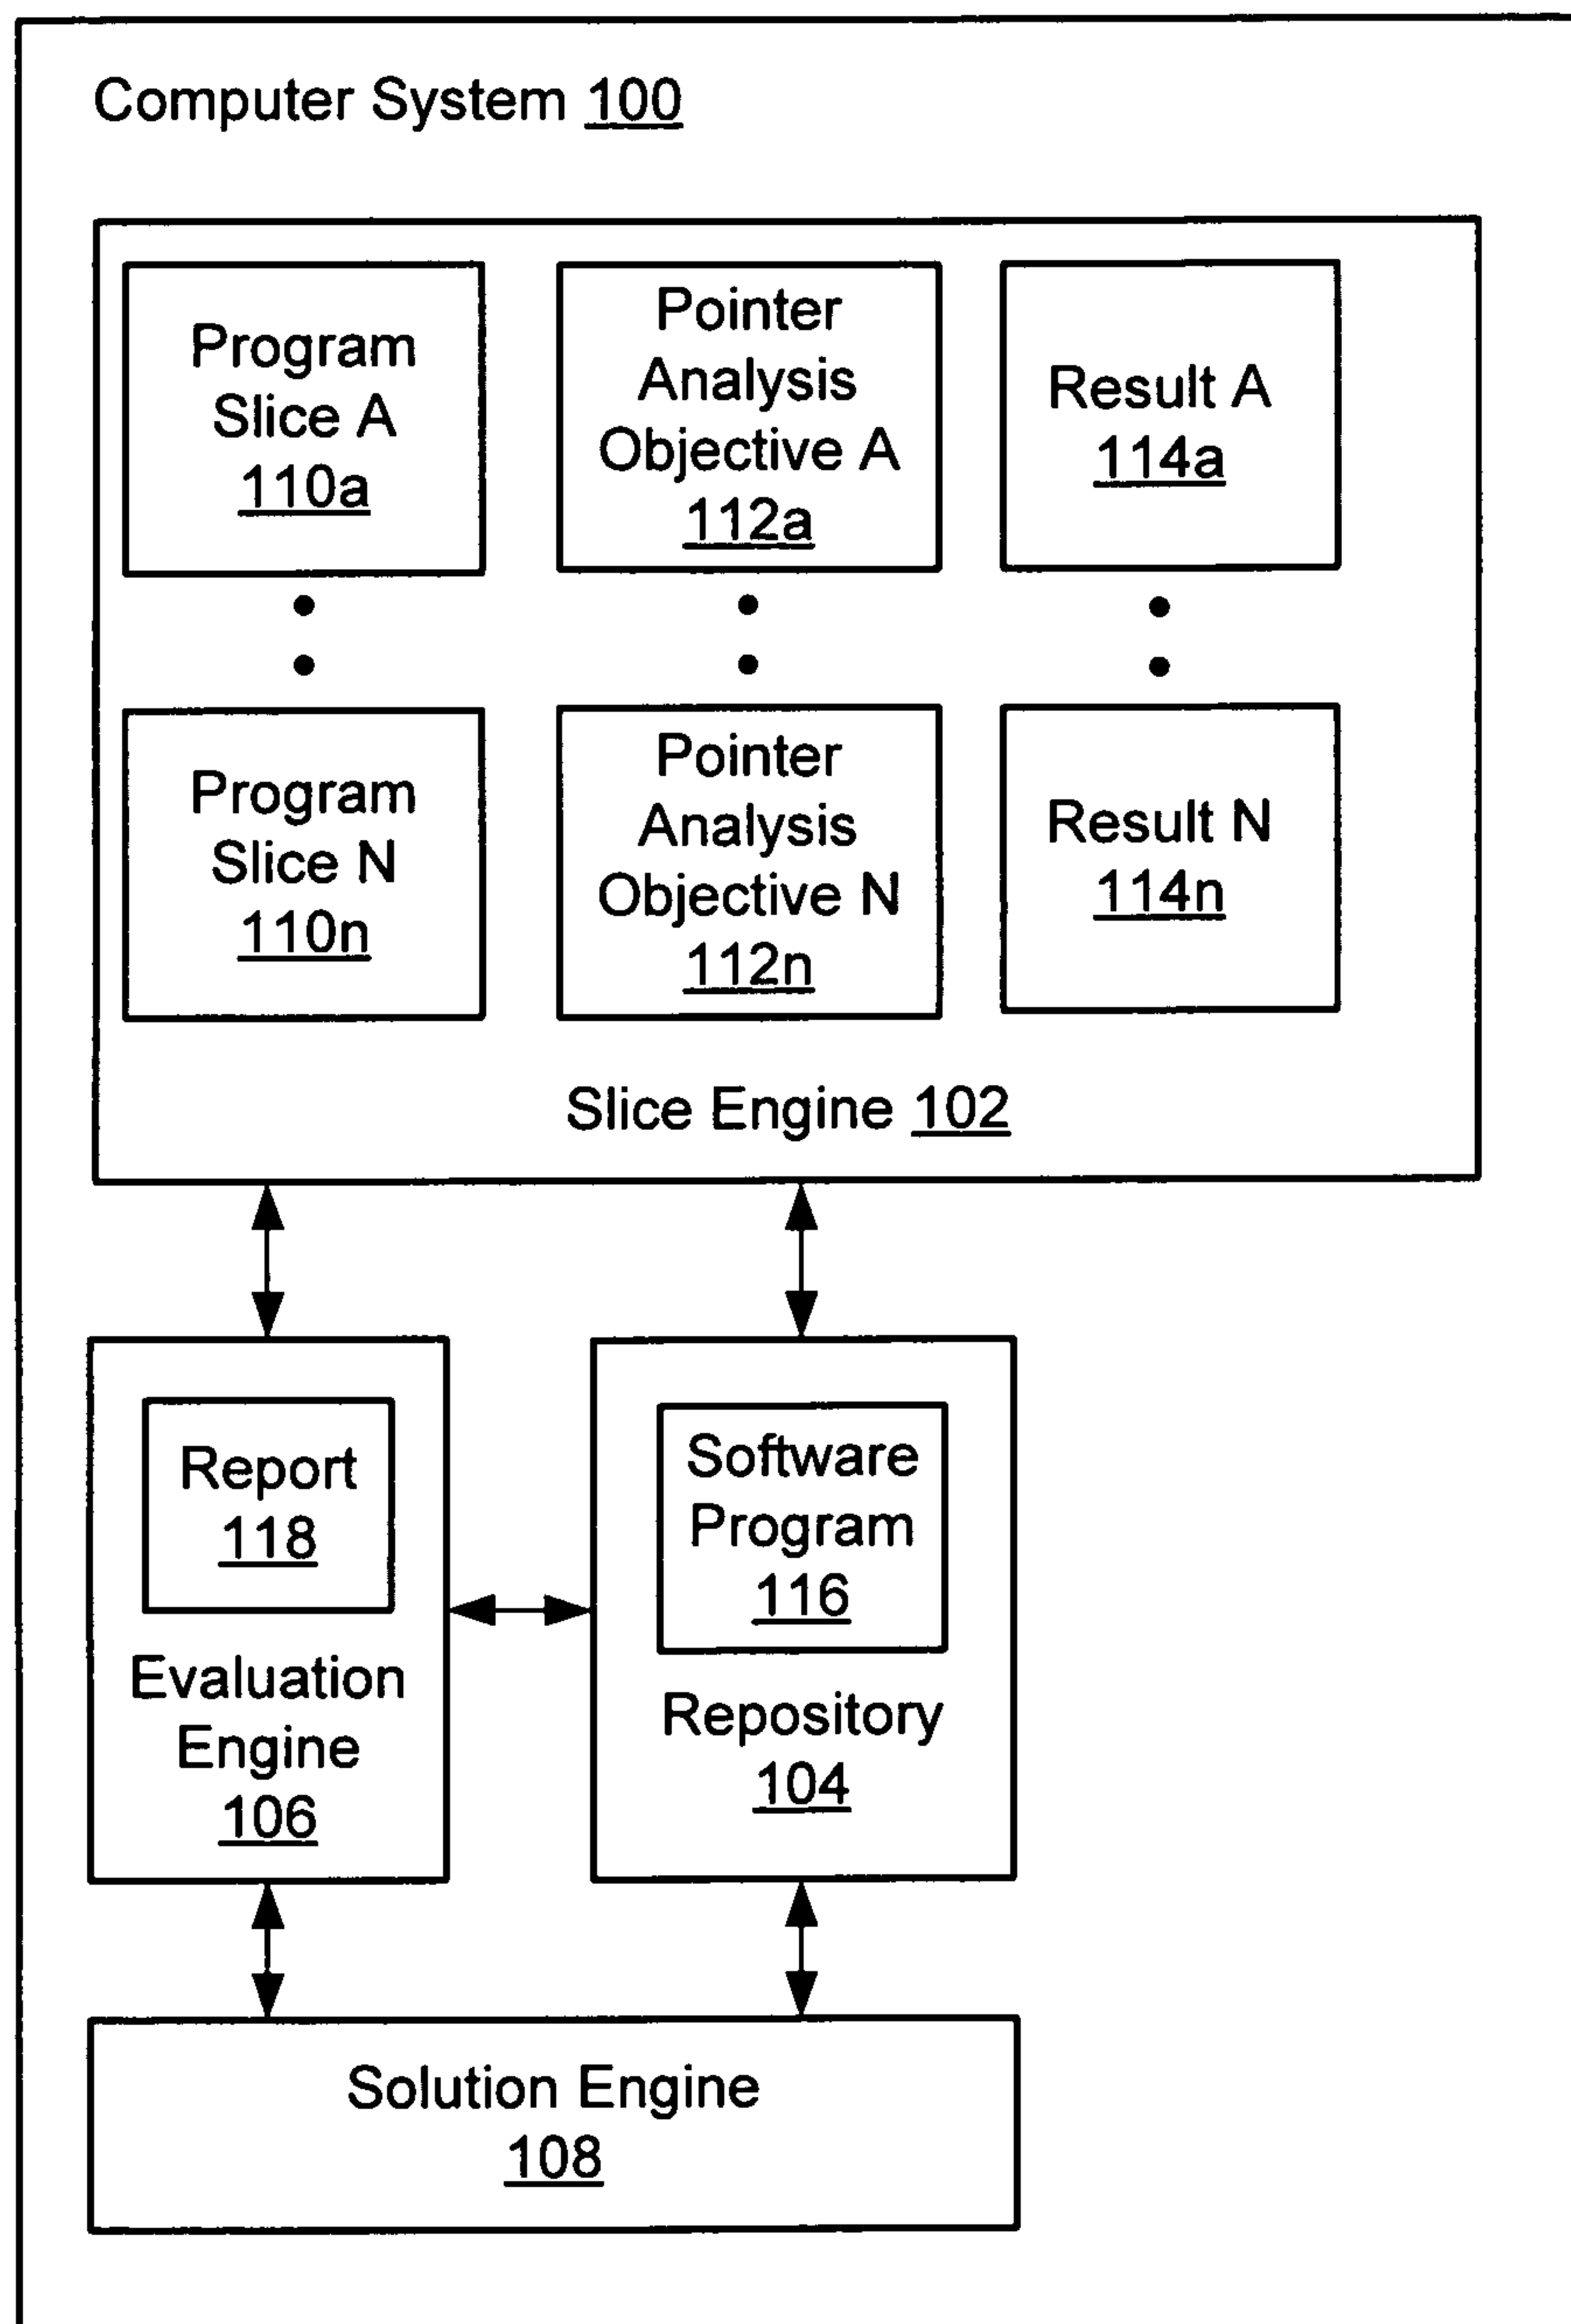 Computer System 100
Program
Slice A
110a
Pointer
Analysis
Objective A
112a
Result A
114a
Program
Slice N
110n
Pointer
Analysis
Objective N
112n
Result N
114n
Slice Engine 102
Report
118
Evaluation
Engine
106
Software
Program
116
Repository
104
Solution Engine
108